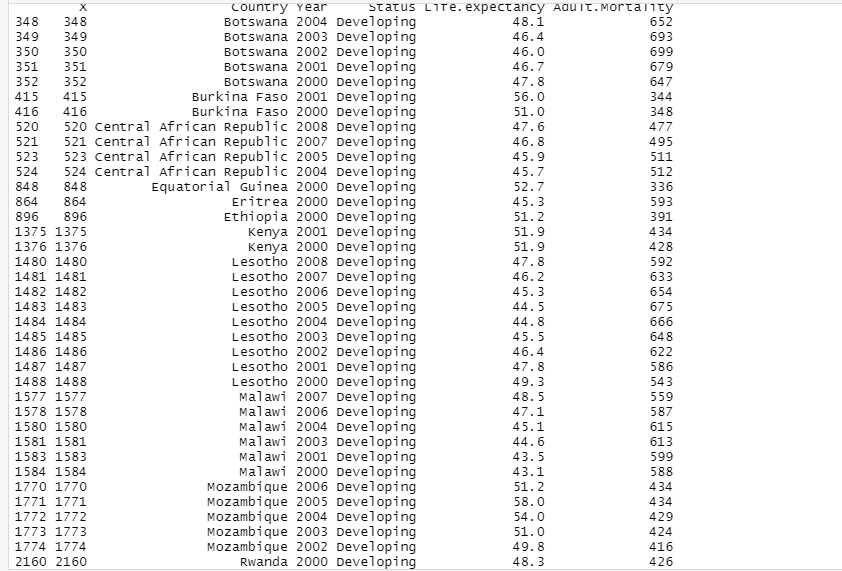 X Country Year Status Life.expectancy Adult.Mortality
348 348 Botswana 2004 Developing 48.1 652
349 349 Botswana 2003 Developing 46.4 693
350 350 Botswana 2002 Developing 46.0 699
351 351 Botswana 2001 Developing 46.7 679
352 352 Botswana 2000 Developing 47.8 647
415 415 Burkina Faso 2001 Developing 56.0 344
416 416 Burkina Faso 2000 Developing 51.0 348
520 520 Central African Republic 2008 Developing 47.6 477
521 521 Central African Republic 2007 Developing 46.8 495
523 523 Central African Republic 2005 Developing 45.9 511
524 524 Central African Republic 2004 Developing 45.7 512
848 848 Equatorial Guinea 2000 Developing 52.7 336
864 864 Eritrea 2000 Developing 45.3 593
896 896 Ethiopia 2000 Developing 51.2 391
1375 1375 Kenya 2001 Developing 51.9 434
1376 1376 Kenya 2000 Developing 51.9 428
1480 1480 Lesotho 2008 Developing 47.8 592
1481 1481 Lesotho 2007 Developing 46.2 633
1482 1482 Lesotho 2006 Developing 45.3 654
1483 1483 Lesotho 2005 Developing 44.5 675
1484 1484 Lesotho 2004 Developing 44.8 666
1485 1485 Lesotho 2003 Developing 45.5 648
1486 1486 Lesotho 2002 Developing 46.4 622
1487 1487 Lesotho 2001 Developing 47.8 586
1488 1488 Lesotho 2000 Developing 49.3 543
1577 1577 Malawi 2007 Developing 48.5 559
1578 1578 Malawi 2006 Developing 47.1 587
1580 1580 Malawi 2004 Developing 45.1 615
1581 1581 Malawi 2003 Developing 44.6 613
1583 1583 Malawi 2001 Developing 43.5 599
1584 1584 Malawi 2000 Developing 43.1 588
1770 1770 Mozambique 2006 Developing 51.2 434
1771 1771 Mozambique 2005 Developing 58.0 434
1772 1772 Mozambique 2004 Developing 54.0 429
1773 1773 Mozambique 2003 Developing 51.0 424
1774 1774 Mozambique 2002 Developing 49.8 416
2160 2160 Rwanda 2000 Developing 48.3 426